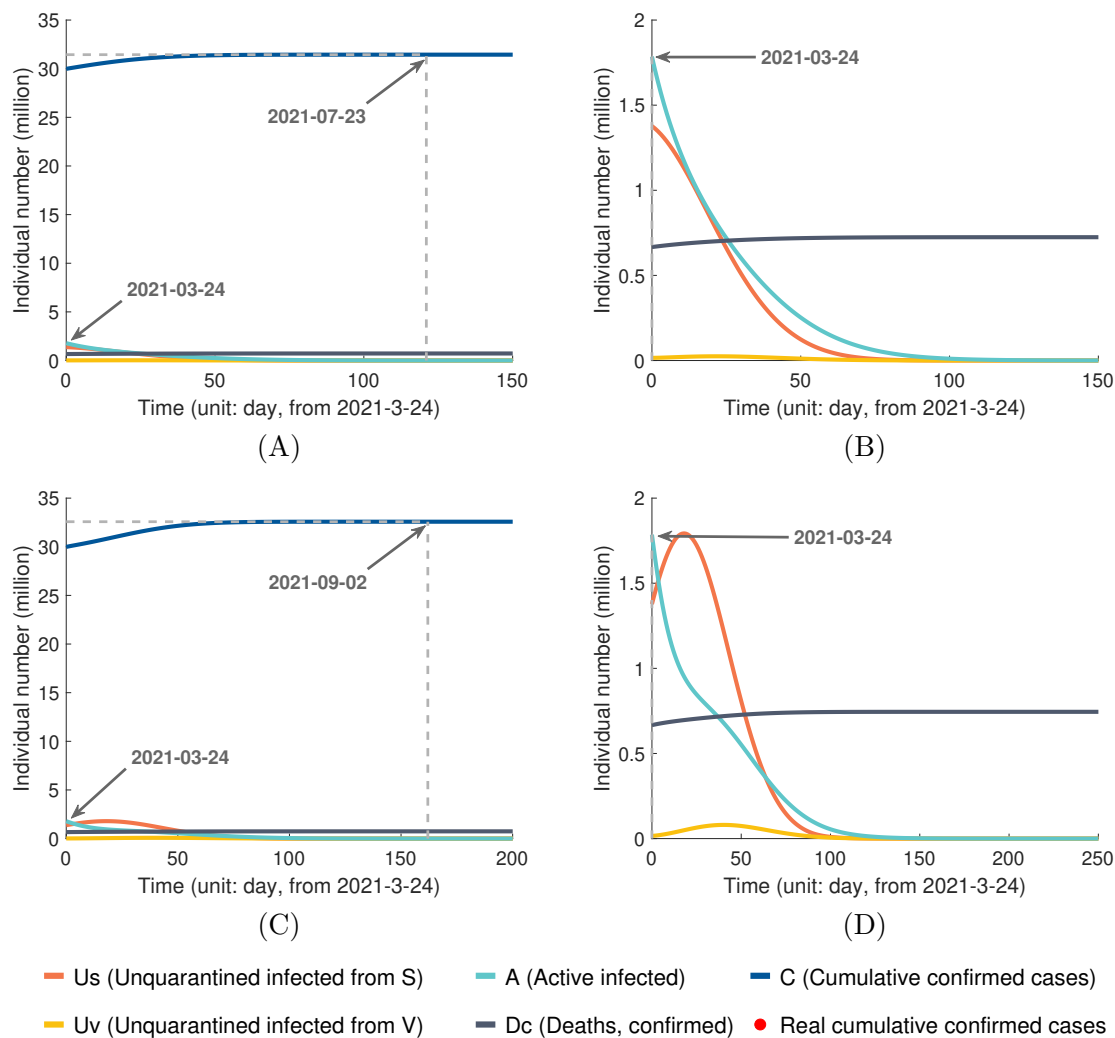 35
30
25
20
15
10
5
0
Individual number (million)
2021-07-23
2021-03-24
0 50 100 150
Time (unit: day, from 2021-3-24)
(A)
2
1.5
1
0.5
0
Individual number (million)
2021-03-24
0 50 100 150
Time (unit: day, from 2021-3-24)
(B)
35
30
25
20
15
10
5
0
Individual number (million)
2021-09-02
2021-03-24
0 50 100 150 200
Time (unit: day, from 2021-3-24)
(C)
2
1.5
1
0.5
0
Individual number (million)
2021-03-24
0 50 100 150 200 250
Time (unit: day, from 2021-3-24)
(D)
Us (Unquarantined infected from S) A (Active infected) C (Cumulative confirmed cases)
Uv (Unquarantined infected from V) Dc (Deaths, confirmed) Real cumulative confirmed cases